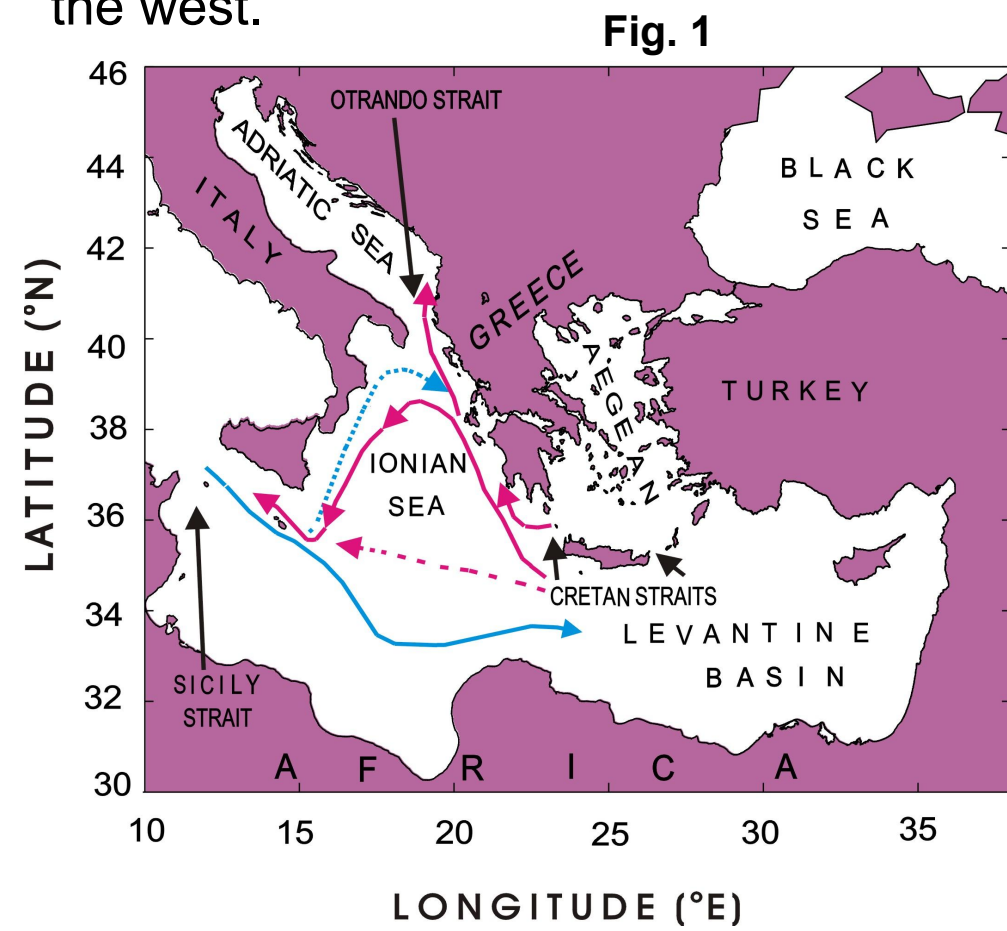 the west.
Fig. 1
46
44
42
40
38
36
34
32
30
10
15
20
25
30
35
LATITUDE (°N)
LONGITUDE (°E)
OTRANDO STRAIT
ADRIATIC SEA
ITALY
BLACK
SEA
GREECE
AEGEAN
TURKEY
IONIAN
SEA
CRETAN STRAITS
LEVANTINE
BASIN
SICILY
STRAIT
AFRICA